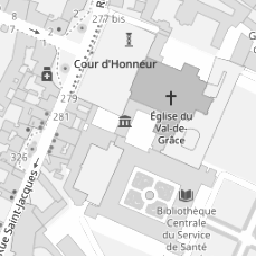 277 bis
Cour d'Honneur
279
281
Église du
Val-de-
Grâce
326
Rue Saint-Jacques
Bibliothèque
Centrale
du Service
de Santé